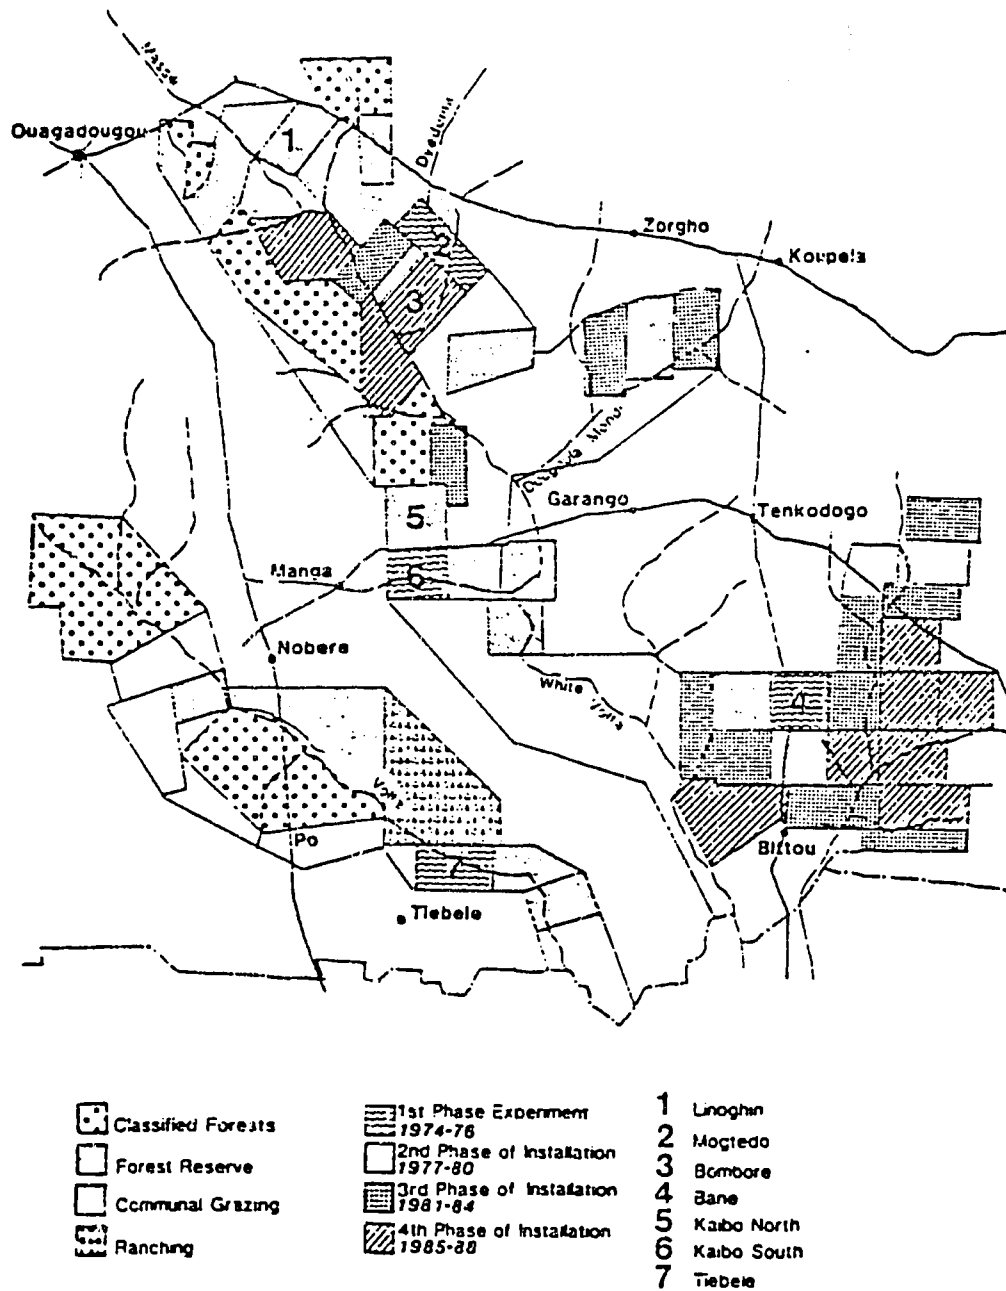 Ouagadougou
1
Zorgho
Koupela
2
3
Garango
Tenkodogo
5
Manga
6
Nobere
White
Volta
4
Po
Bittou
7
Tiebele
Classified Forests
Forest Reserve
Communal Grazing
Ranching
1st Phase Experiment
1974-76
2nd Phase of Installation
1977-80
3rd Phase of Installation
1981-84
4th Phase of Installation
1985-88
1 Linoghin
2 Mogtedo
3 Bombore
4 Bane
5 Kaibo North
6 Kaibo South
7 Tiebele